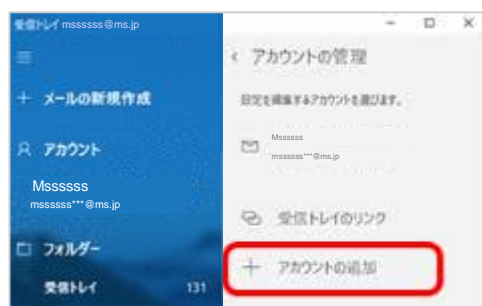 受信トレイ mssssss@ms.jp
メールの新規作成
アカウント
Mssssss
mssssss***@ms.jp
フォルダー
受信トレイ 131
アカウントの管理
設定を編集するアカウントを選びます。
Mssssss
mssssss***@ms.jp
受信トレイのリンク
アカウントの追加